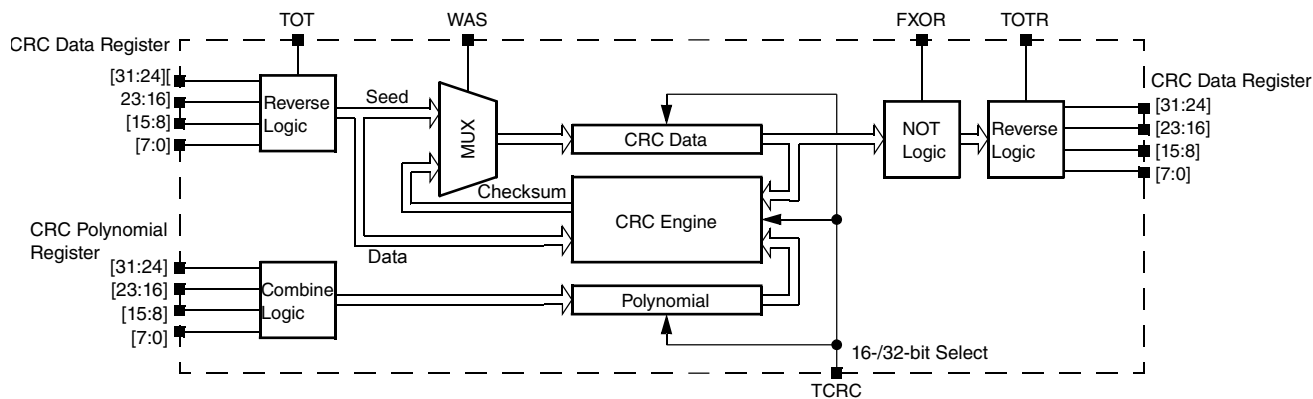 TOT
WAS
FXOR
TOTR
CRC Data Register
[31:24][
23:16]
[15:8]
[7:0]
Reverse
Logic
Seed
MUX
CRC Data
NOT
Logic
Reverse
Logic
CRC Data Register
[31:24]
[23:16]
[15:8]
[7:0]
Checksum
CRC Engine
Data
CRC Polynomial
Register
[31:24]
[23:16]
[15:8]
[7:0]
Combine
Logic
Polynomial
16-/32-bit Select
TCRC